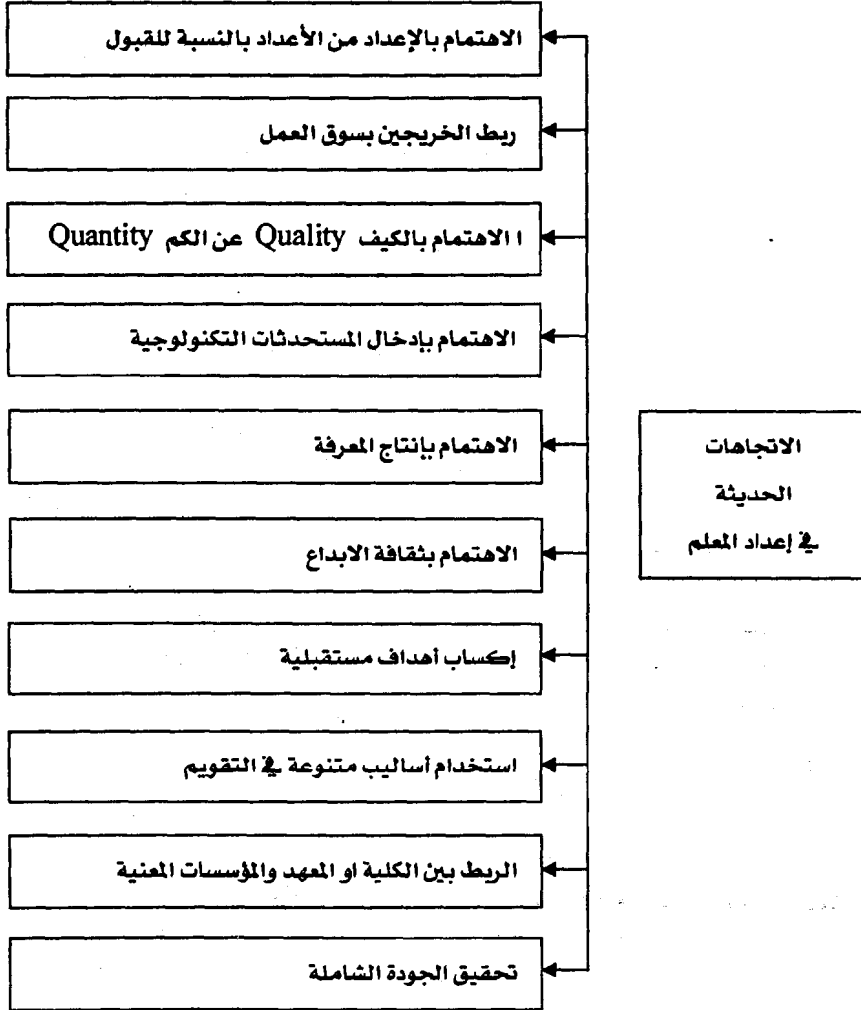 الاتجاهات
الحديثة
في إعداد المعلم
الاهتمام بالإعداد من الأعداد بالنسبة للقبول
ربط الخريجين بسوق العمل
ا الاهتمام بالكيف Quality عن الكم Quantity
الاهتمام بإدخال المستحدثات التكنولوجية
الاهتمام بإنتاج المعرفة
الاهتمام بثقافة الابداع
إكساب أهداف مستقبلية
استخدام أساليب متنوعة في التقويم
الربط بين الكلية او المعهد والمؤسسات المعنية
تحقيق الجودة الشاملة